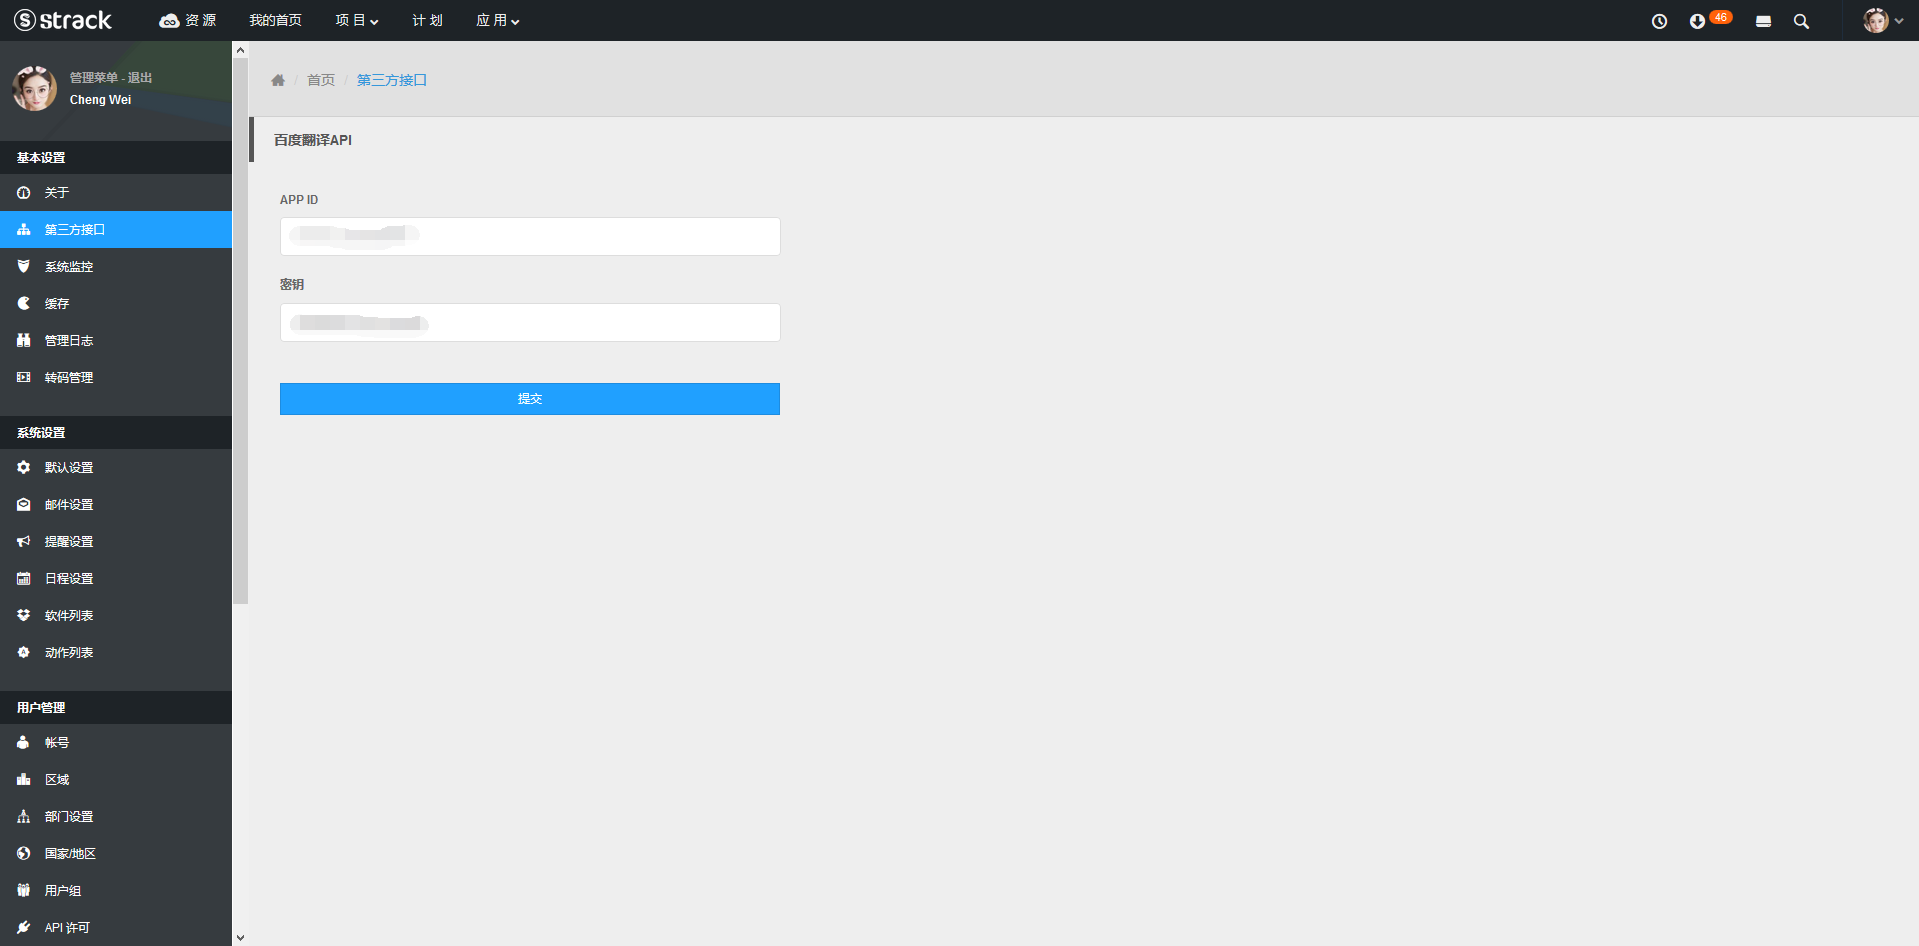 strack
资 源
我的首页
项 目
计 划
应 用
46
管理菜单 - 退出
Cheng Wei
基本设置
关于
第三方接口
系统监控
缓存
管理日志
转码管理
系统设置
默认设置
邮件设置
提醒设置
日程设置
软件列表
动作列表
用户管理
帐号
区域
部门设置
国家/地区
用户组
API 许可
/ 首页 / 第三方接口
百度翻译API
APP ID
密钥
提交